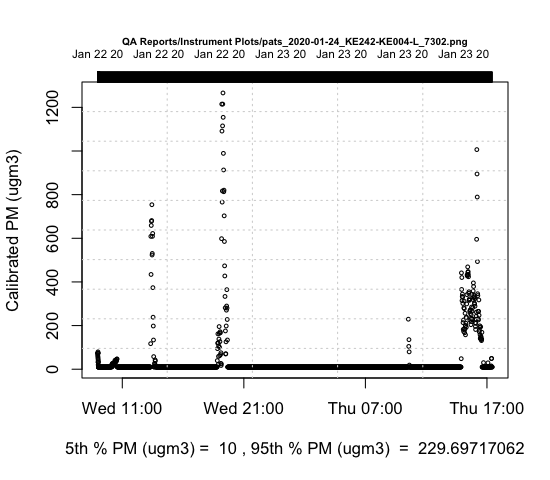 QA Reports/Instrument Plots/pats_2020-01-24_KE242-KE004-L_7302.png
Jan 22 20 Jan 22 20 Jan 22 20 Jan 23 20 Jan 23 20 Jan 23 20 Jan 23 20
Calibrated PM (ugm3)
1200
800
600
400
200
0
Wed 11:00 Wed 21:00 Thu 07:00 Thu 17:00
5th % PM (ugm3) = 10 , 95th % PM (ugm3) = 229.69717062